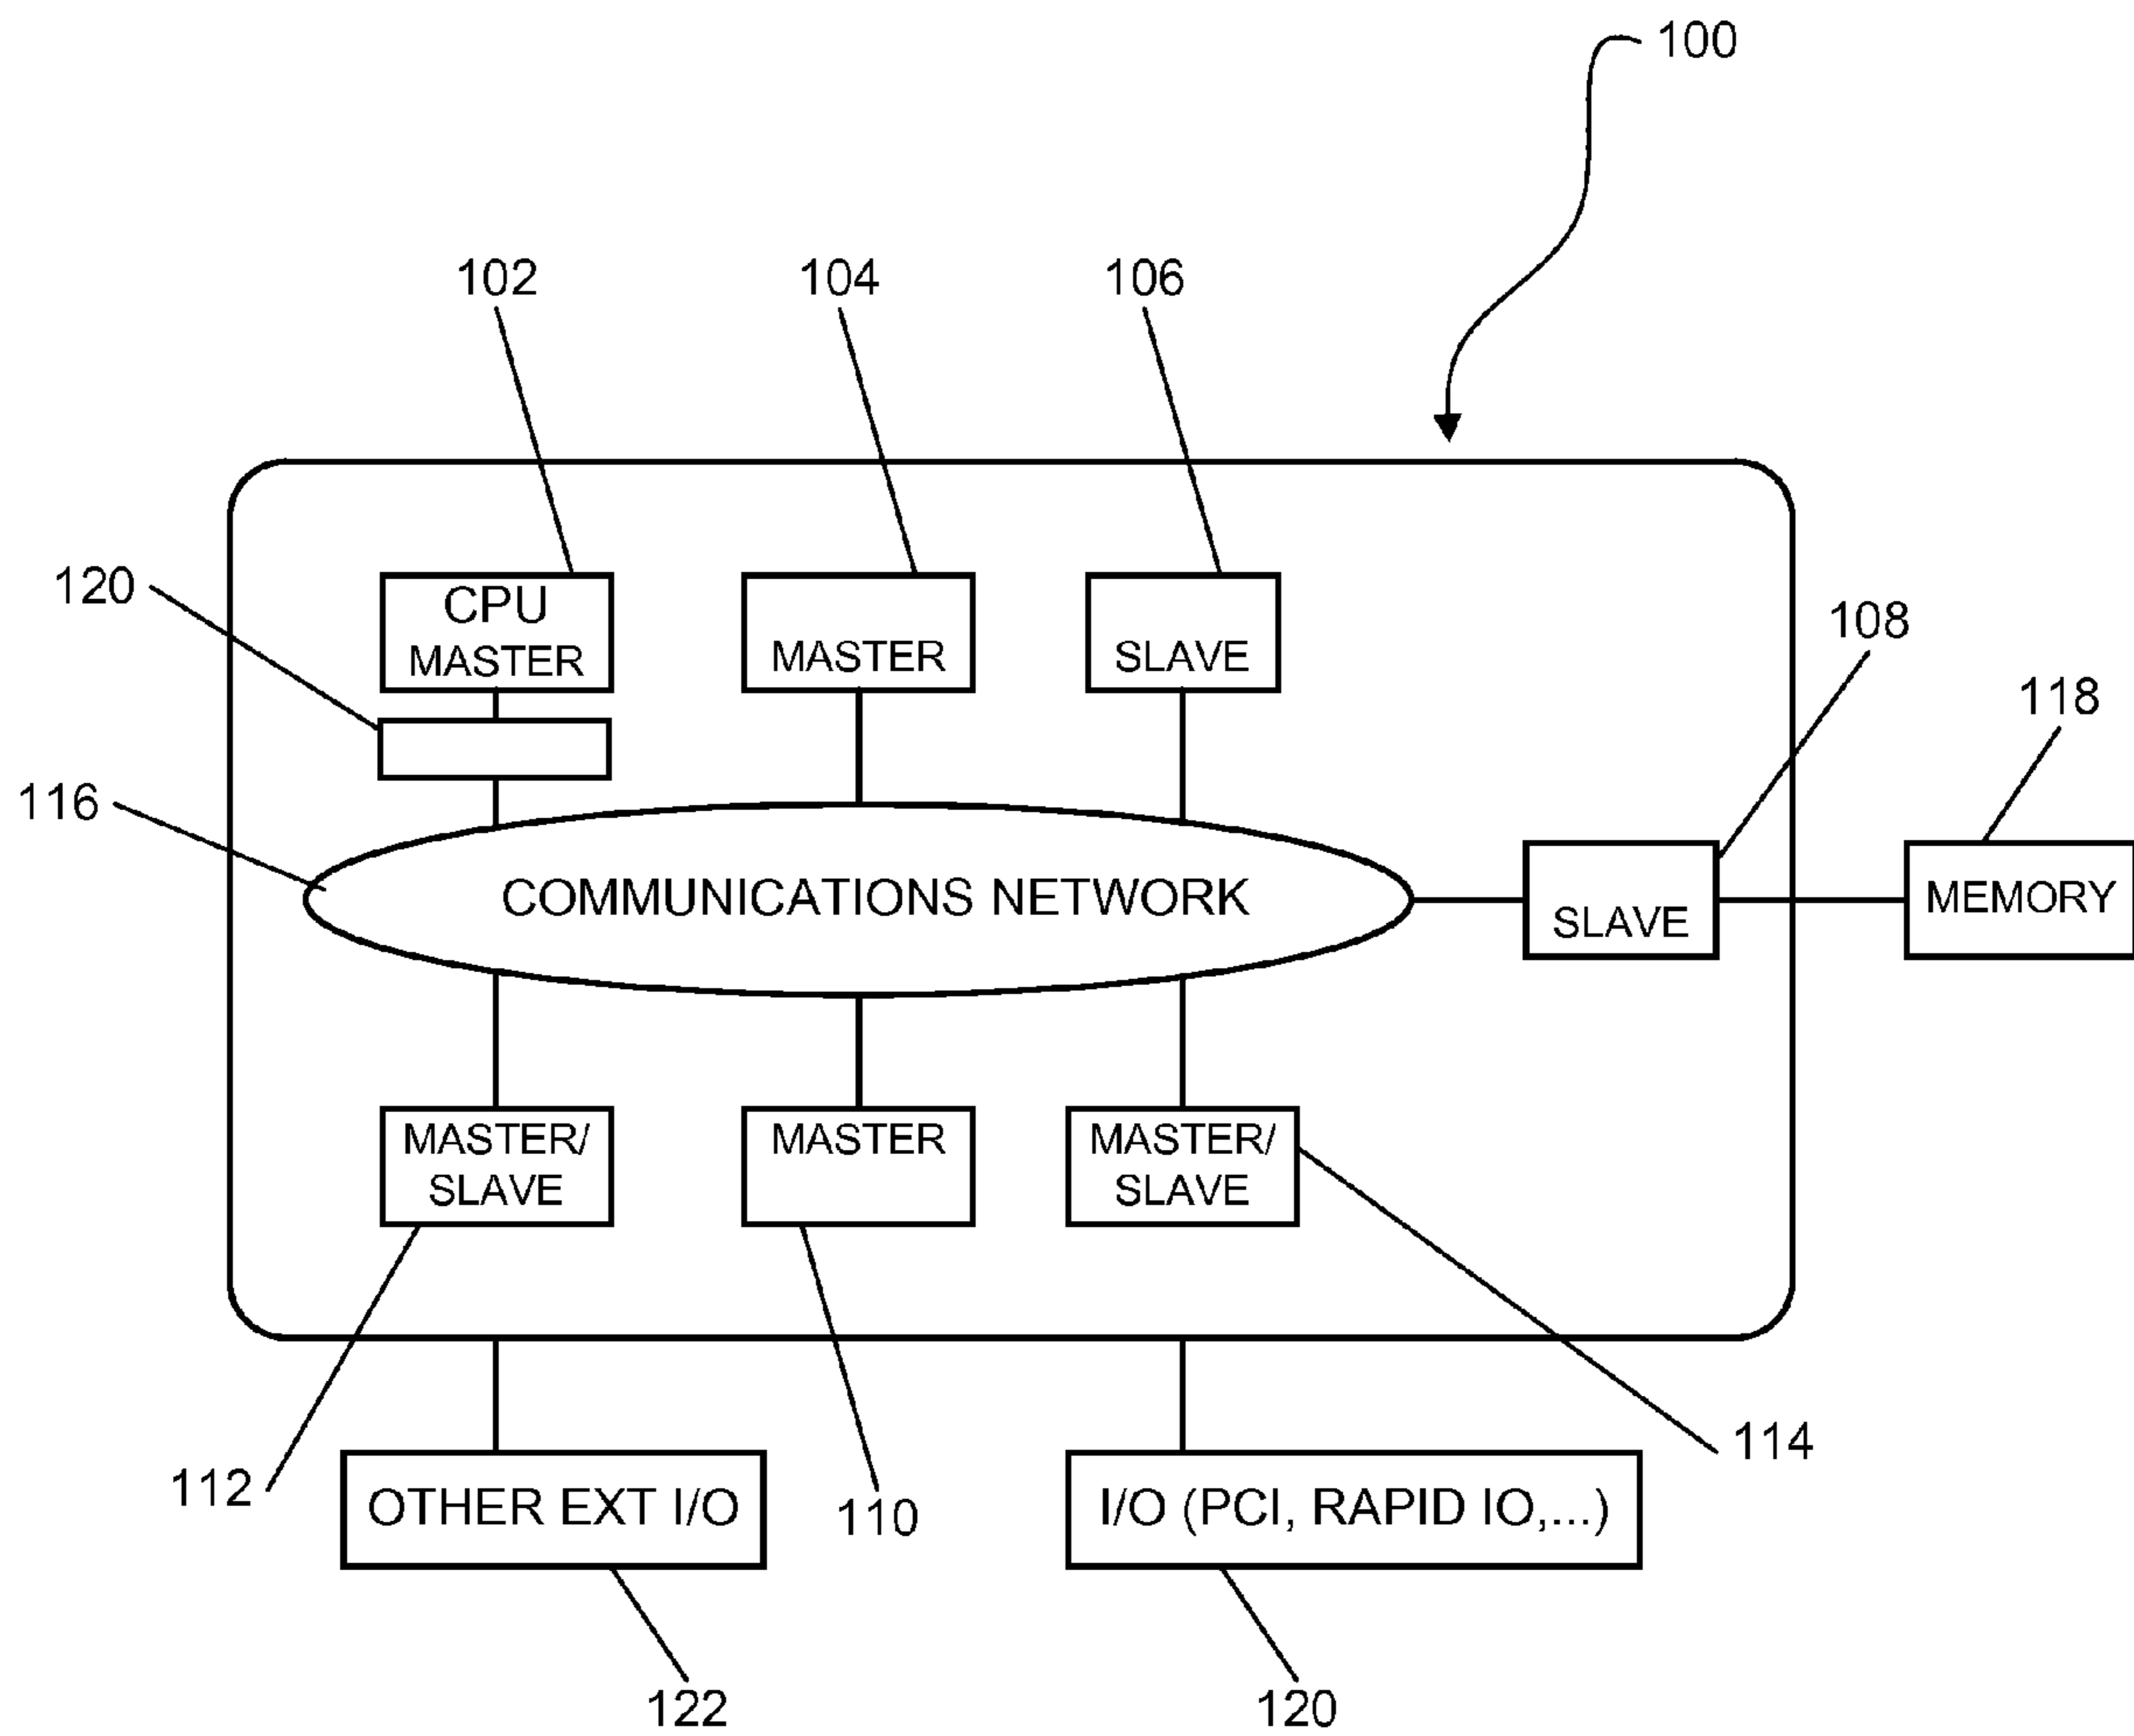 100
102
104
106
120
CPU
MASTER
MASTER
SLAVE
108
118
116
COMMUNICATIONS NETWORK
SLAVE
MEMORY
MASTER/
SLAVE
MASTER
MASTER/
SLAVE
114
112
OTHER EXT I/O
110
I/O (PCI, RAPID IO,...)
122
120